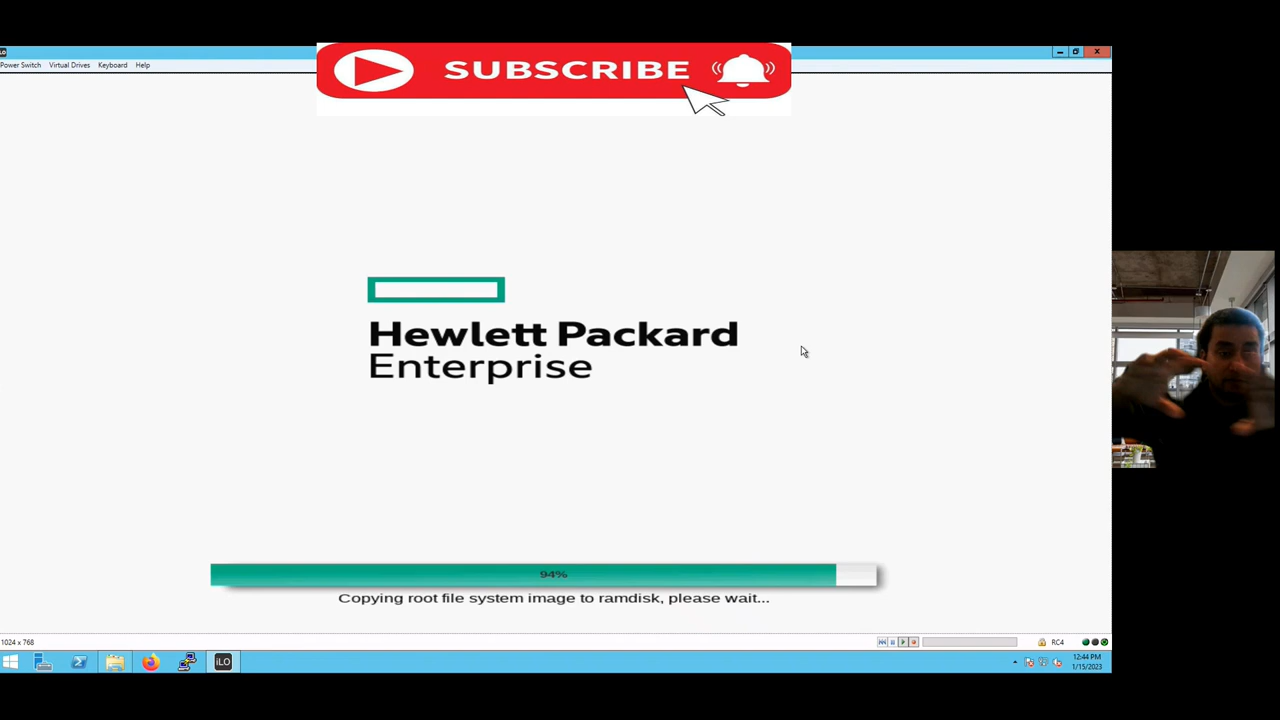 SUBSCRIBE
iLO
Power Switch Virtual Drives Keyboard Help
Hewlett Packard
Enterprise
94%
Copying root file system image to ramdisk, please wait...
1024 x 768
RC4
iLO
12:44 PM
1/15/2023